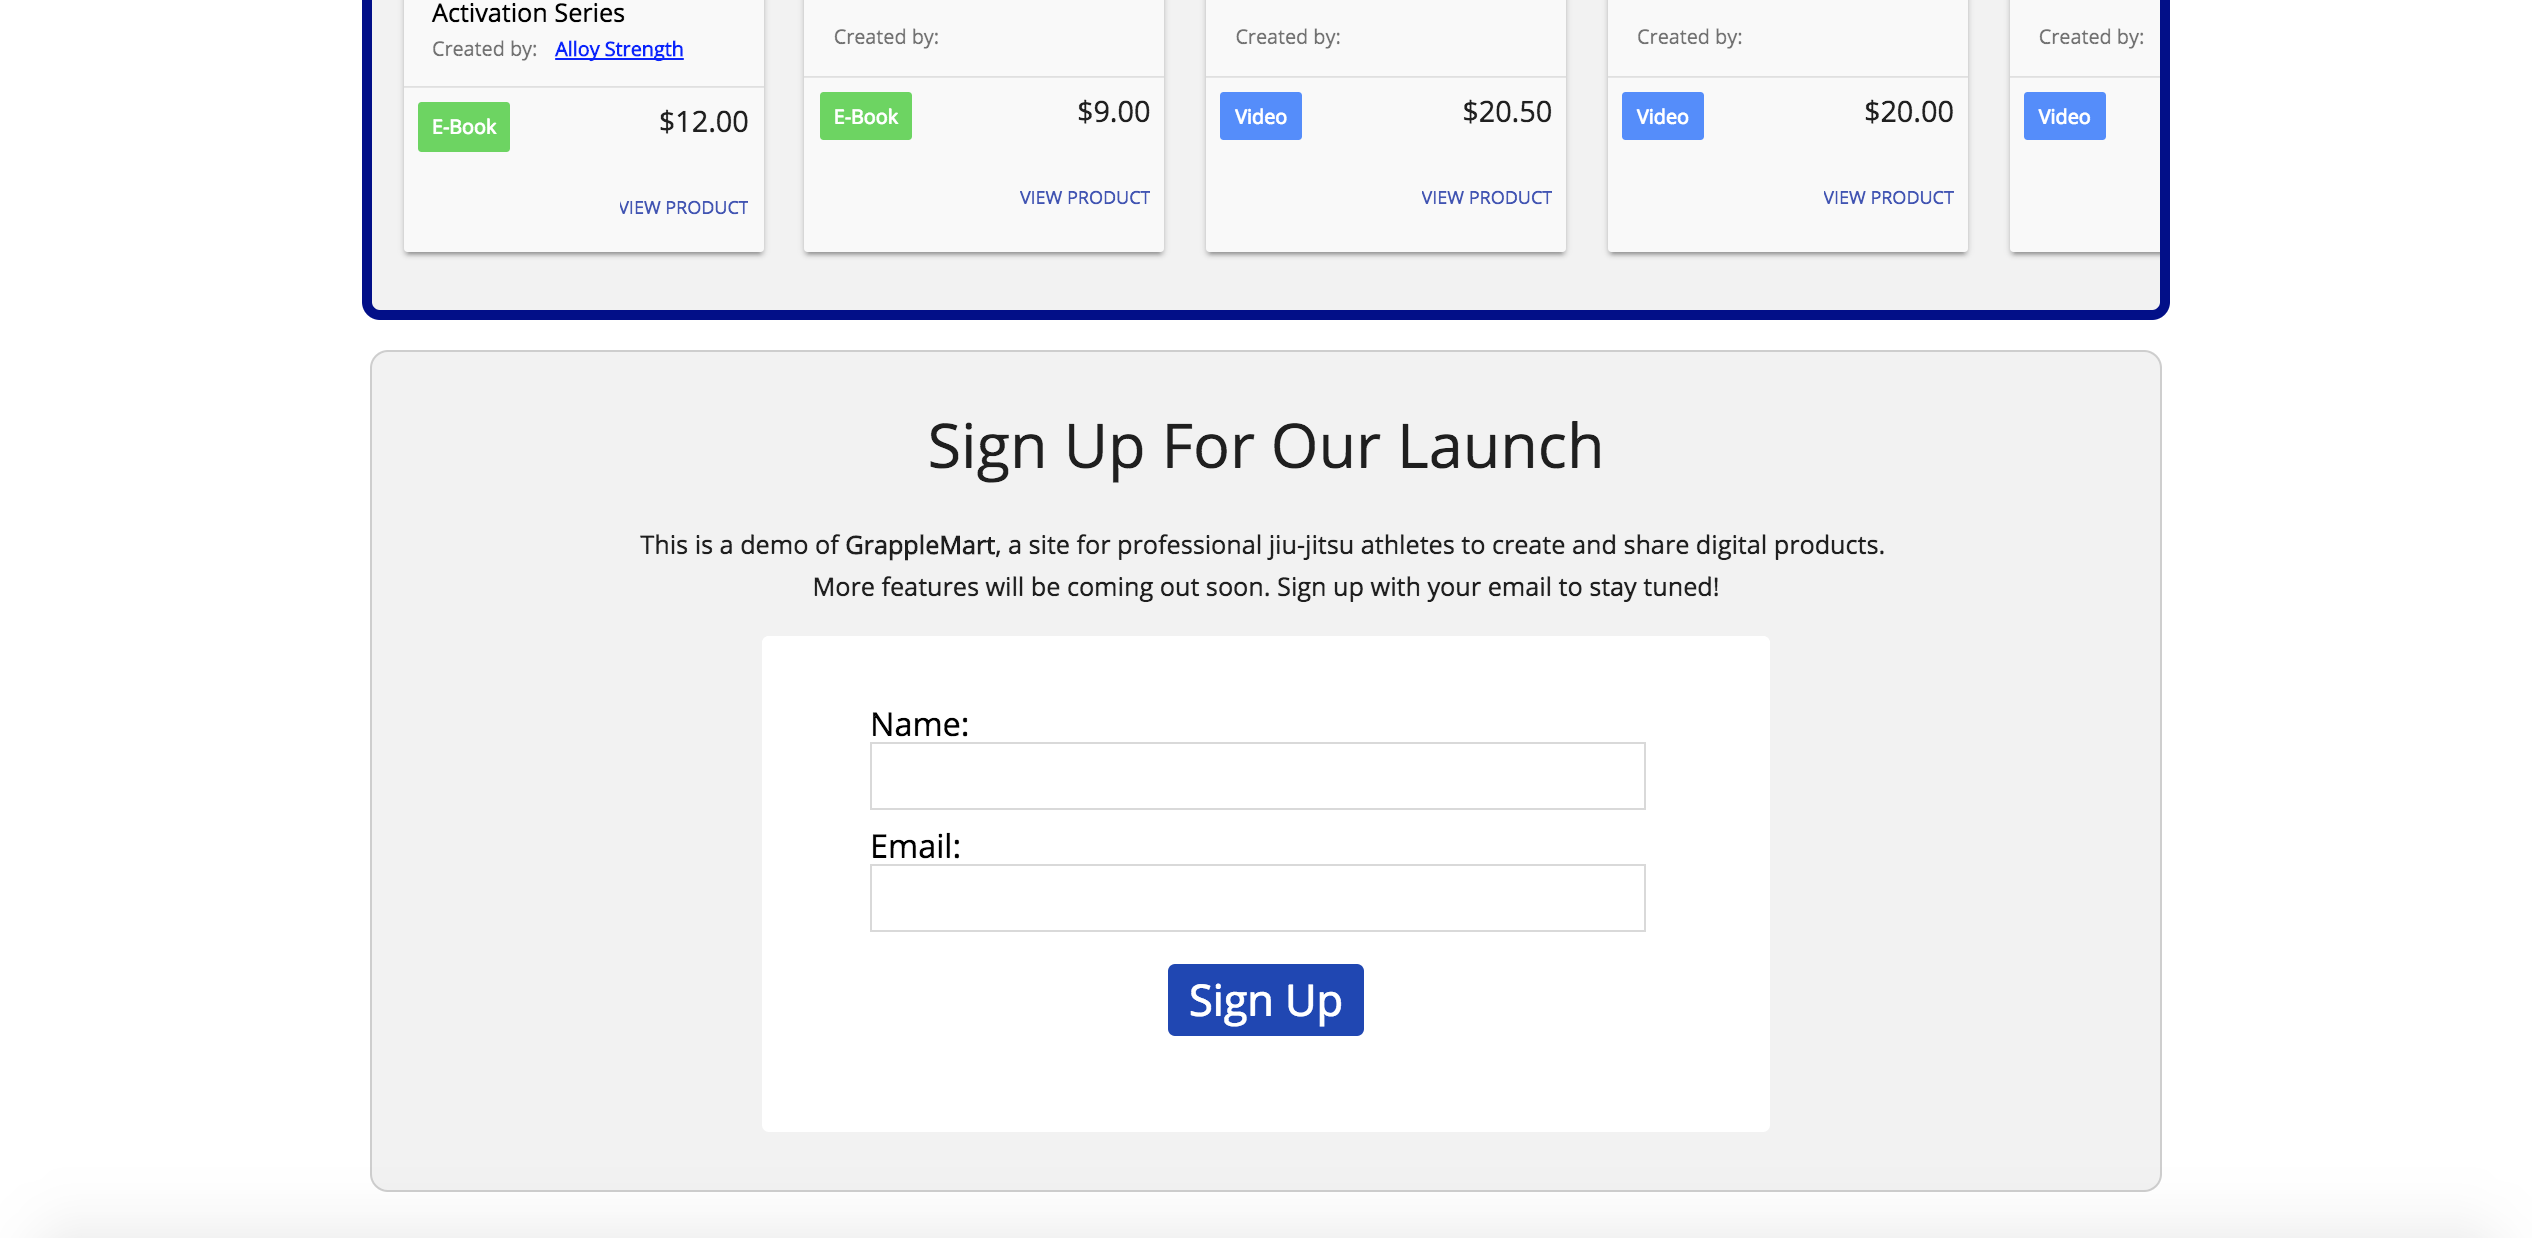 Activation Series
Created by: Alloy Strength
E-Book $12.00
VIEW PRODUCT
Created by:
E-Book $9.00
VIEW PRODUCT
Created by:
Video $20.50
VIEW PRODUCT
Created by:
Video $20.00
VIEW PRODUCT
Created by:
Video
Sign Up For Our Launch
This is a demo of GrappleMart, a site for professional jiu-jitsu athletes to create and share digital products.
More features will be coming out soon. Sign up with your email to stay tuned!
Name:
Email:
Sign Up